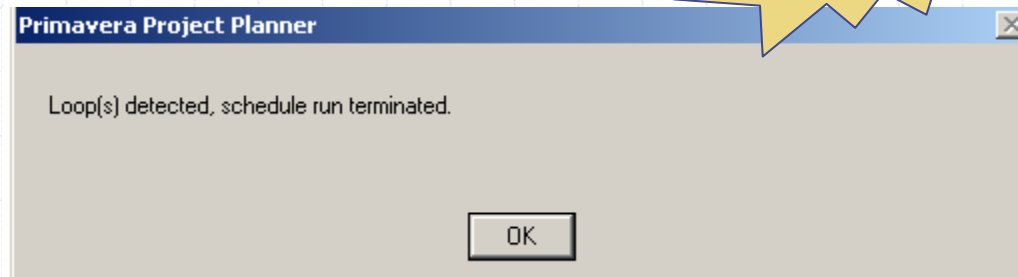 Primavera Project Planner
Loop(s) detected, schedule run terminated.
OK